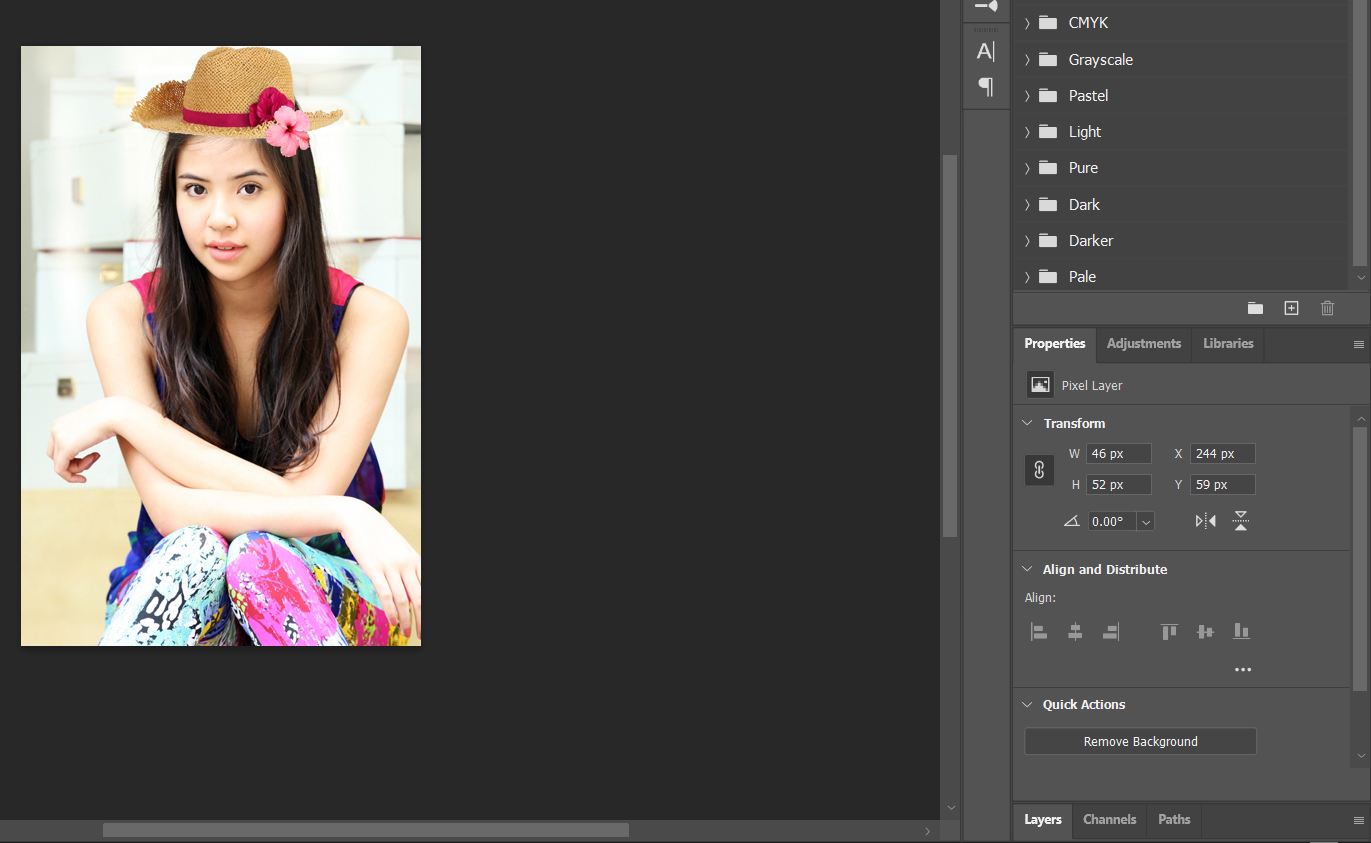 CMYK
Grayscale
Pastel
Light
Pure
Dark
Darker
Pale
Properties Adjustments Libraries
Pixel Layer
Transform
W 46 px X 244 px
H 52 px Y 59 px
0.00°
Align and Distribute
Align:
Quick Actions
Remove Background
Layers Channels Paths